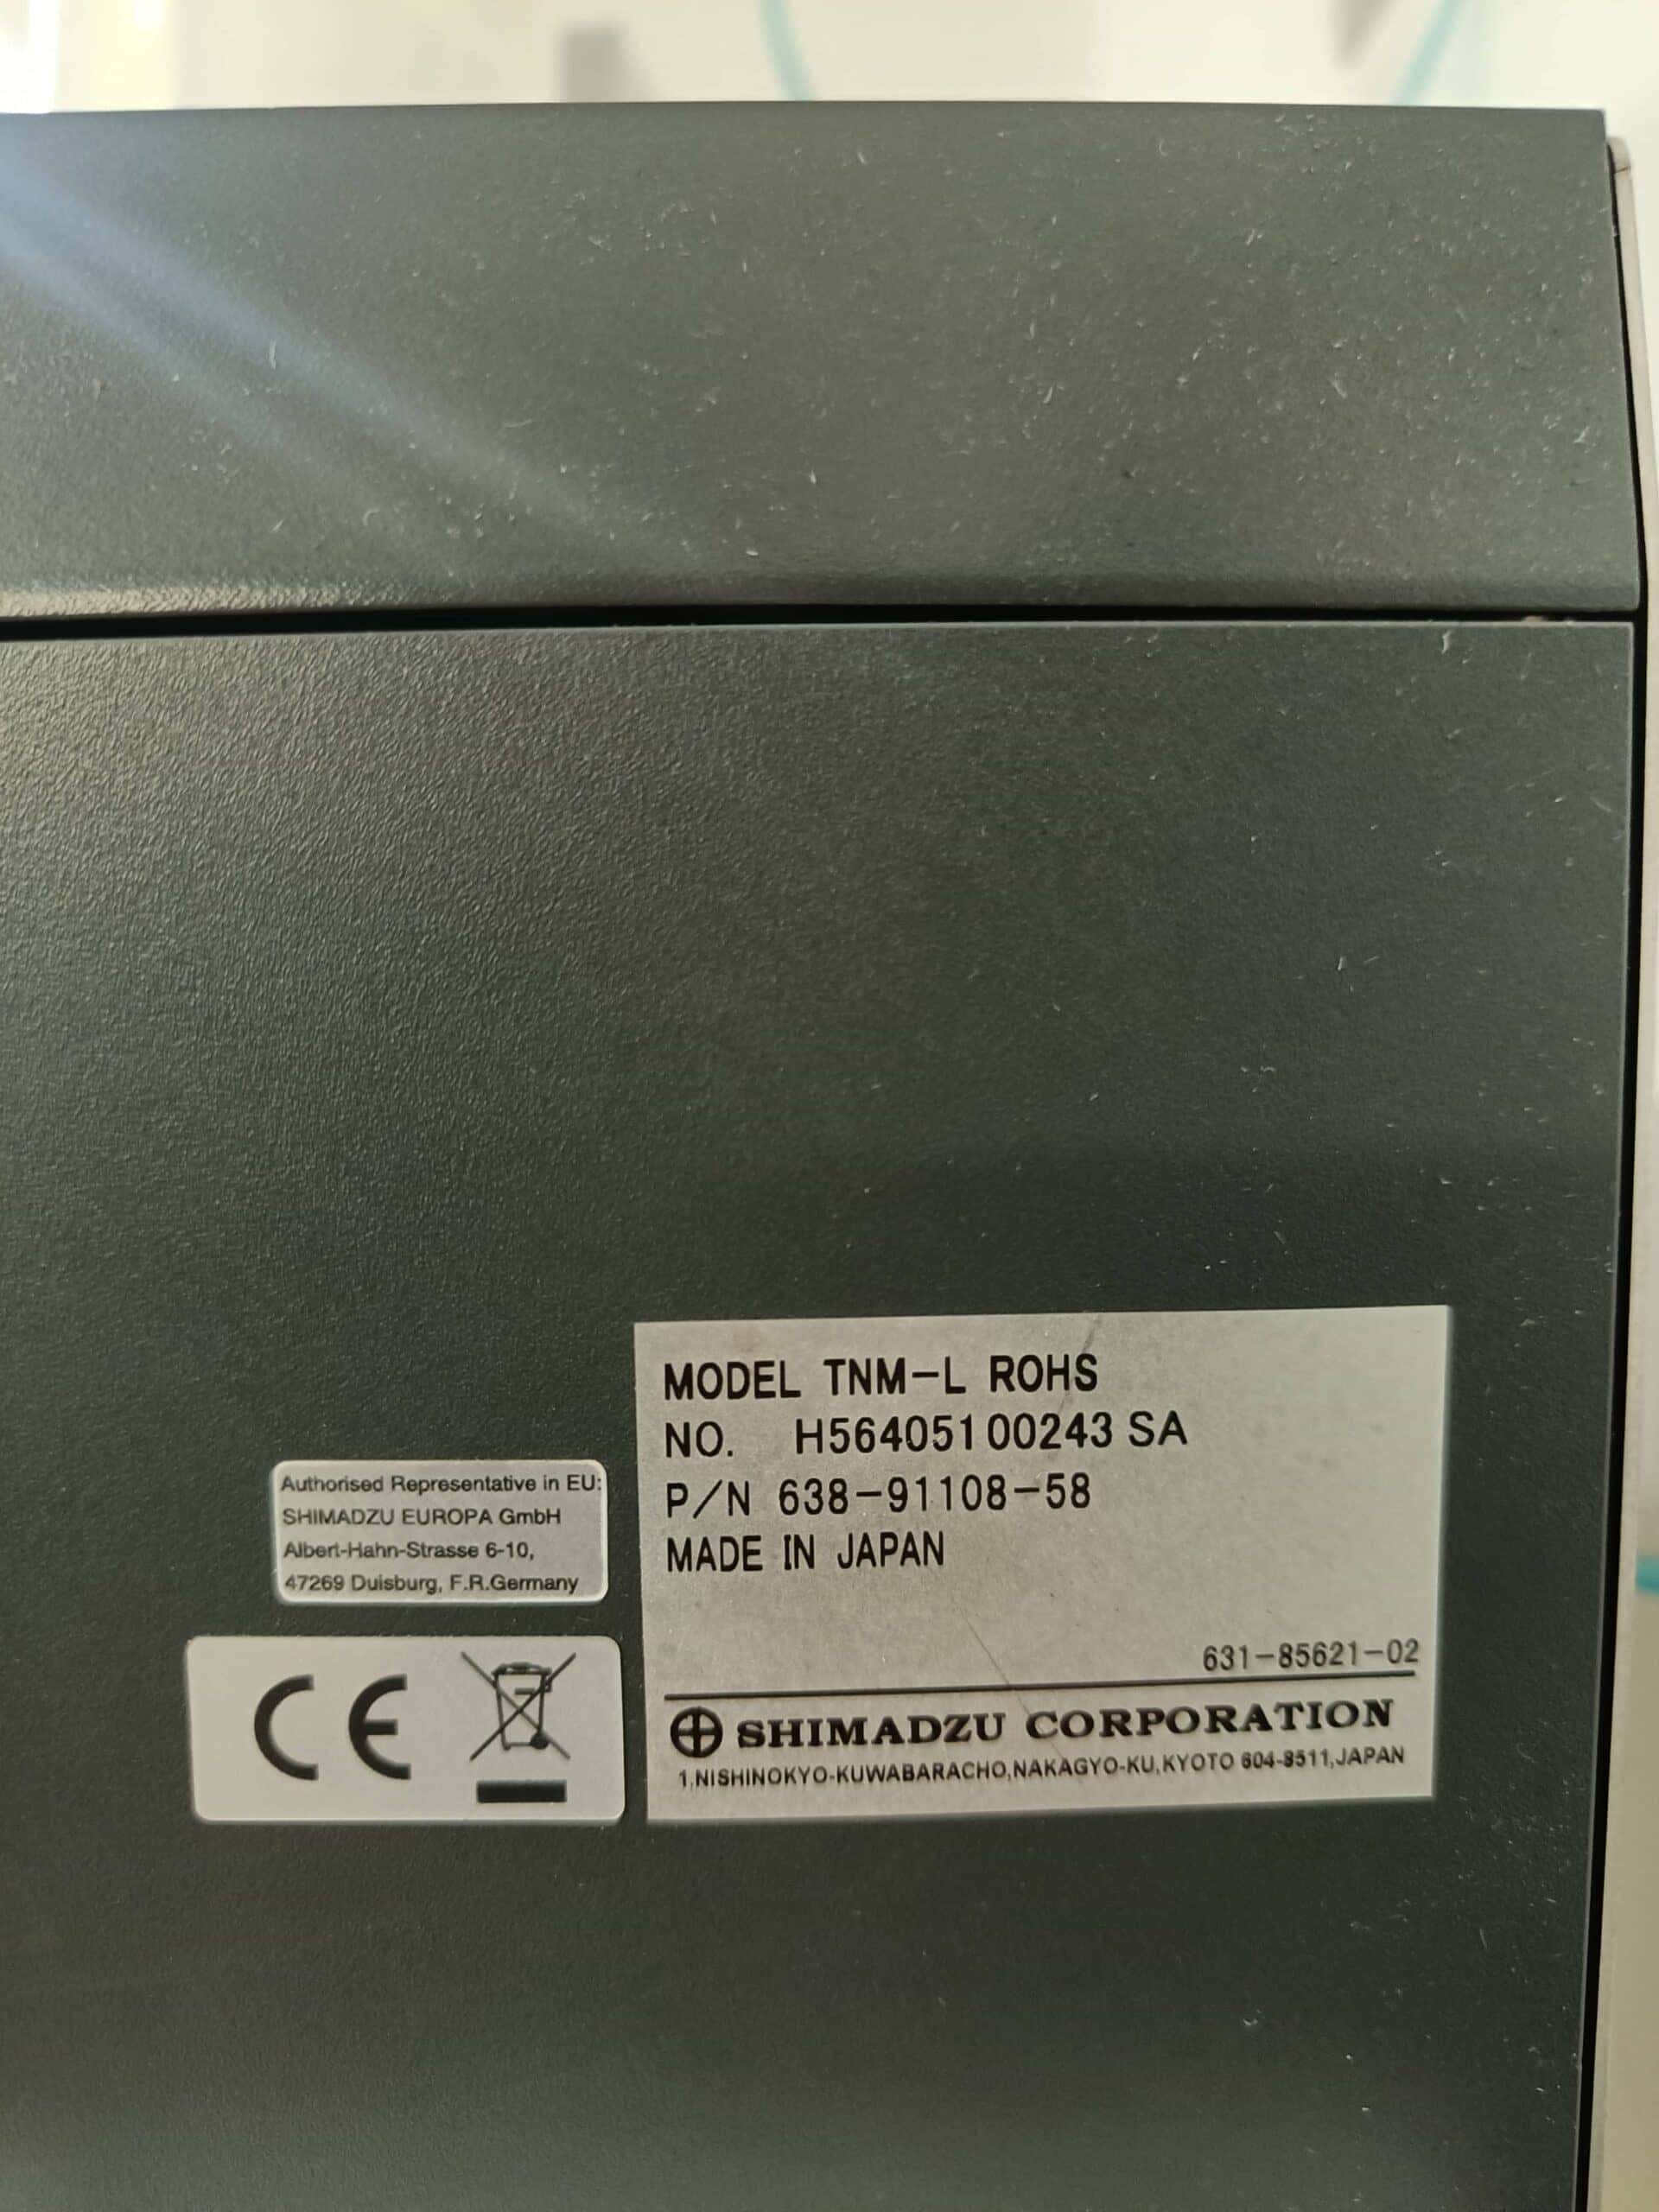 MODEL TNM-L ROHS
NO. H56405100243 SA
P/N 638-91108-58
MADE IN JAPAN
631-85621-02
SHIMADZU CORPORATION
1,NISHINOKYO-KUWABARACHO,NAKAGYO-KU,KYOTO 604-8511,JAPAN
Authorised Representative in EU:
SHIMADZU EUROPA GmbH
Albert-Hahn-Strasse 6-10,
47269 Duisburg, F.R.Germany
CE